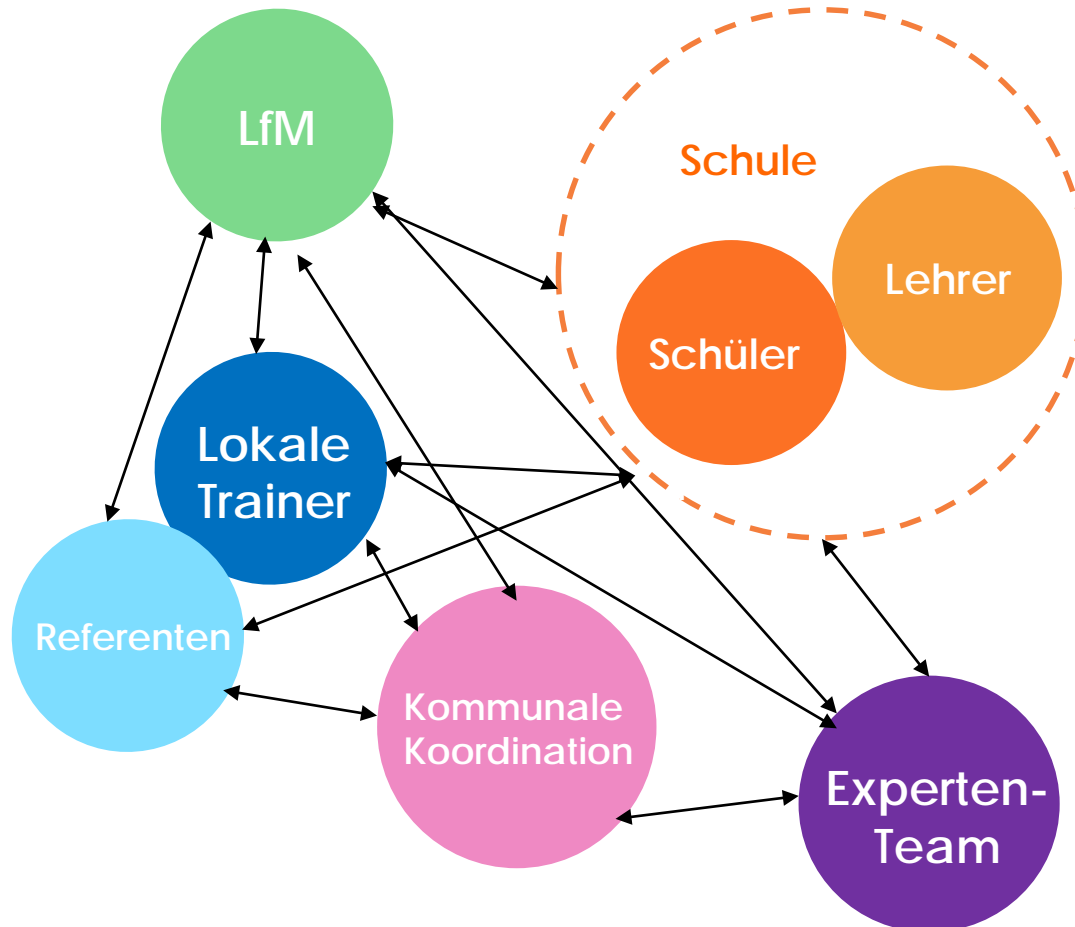 LfM
Schule
Lehrer
Schüler
Lokale
Trainer
Referenten
Kommunale
Koordination
Experten-
Team